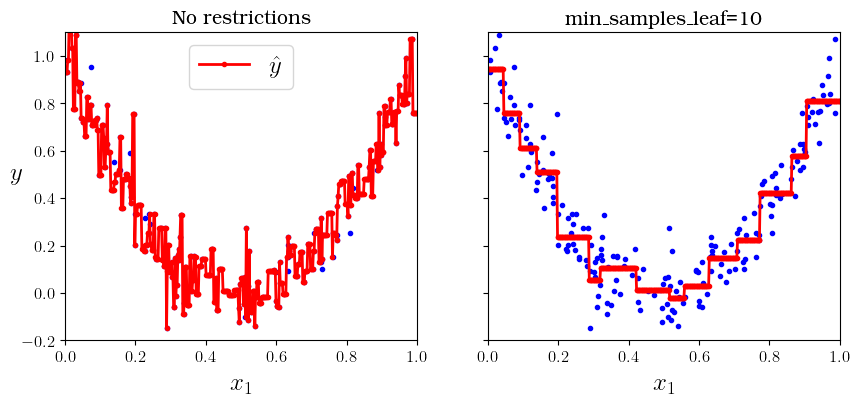 No restrictions
min_samples_leaf=10
ŷ
y
1.0
0.8
0.6
0.4
0.2
0.0
−0.2
0.0 0.2 0.4 0.6 0.8 1.0
0.0 0.2 0.4 0.6 0.8 1.0
x₁
x₁